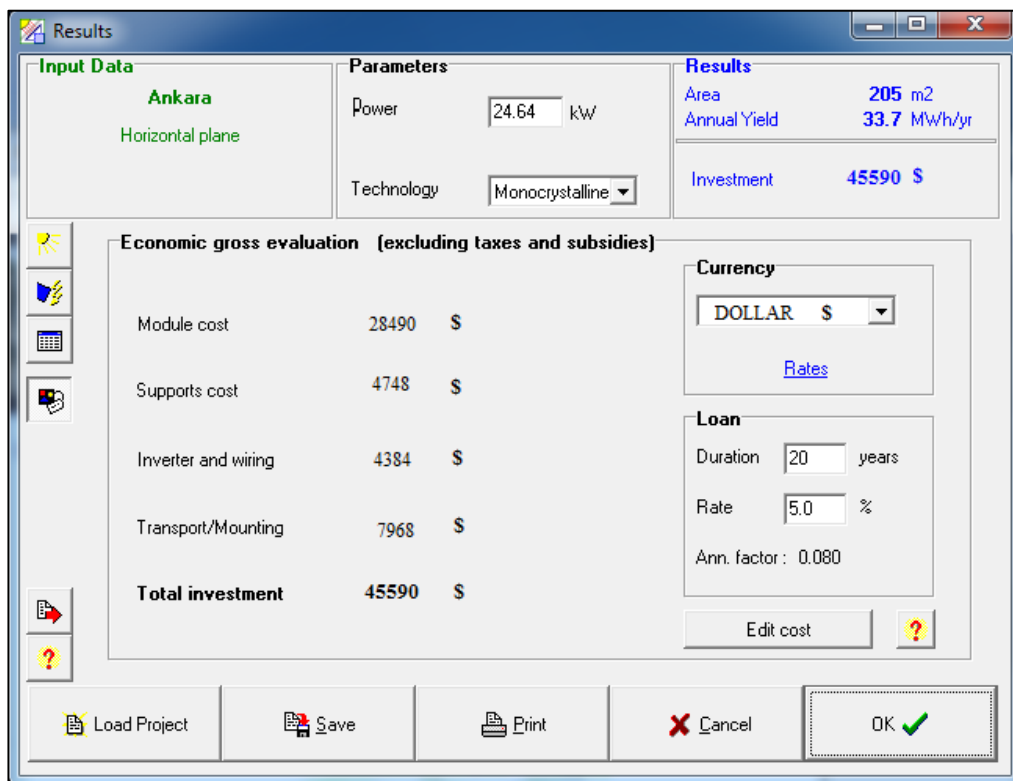 Results
Input Data
Ankara
Horizontal plane
Parameters
Power 24.64 kW
Technology Monocrystalline
Results
Area 205 m2
Annual Yield 33.7 MWh/yr
Investment 45590 $
Economic gross evaluation (excluding taxes and subsidies)
Module cost 28490 $
Supports cost 4748 $
Inverter and wiring 4384 $
Transport/Mounting 7968 $
Total investment 45590 $
Currency
DOLLAR $
Rates
Loan
Duration 20 years
Rate 5.0 %
Ann. factor : 0.080
Edit cost ?
?
Load Project Save Print Cancel OK